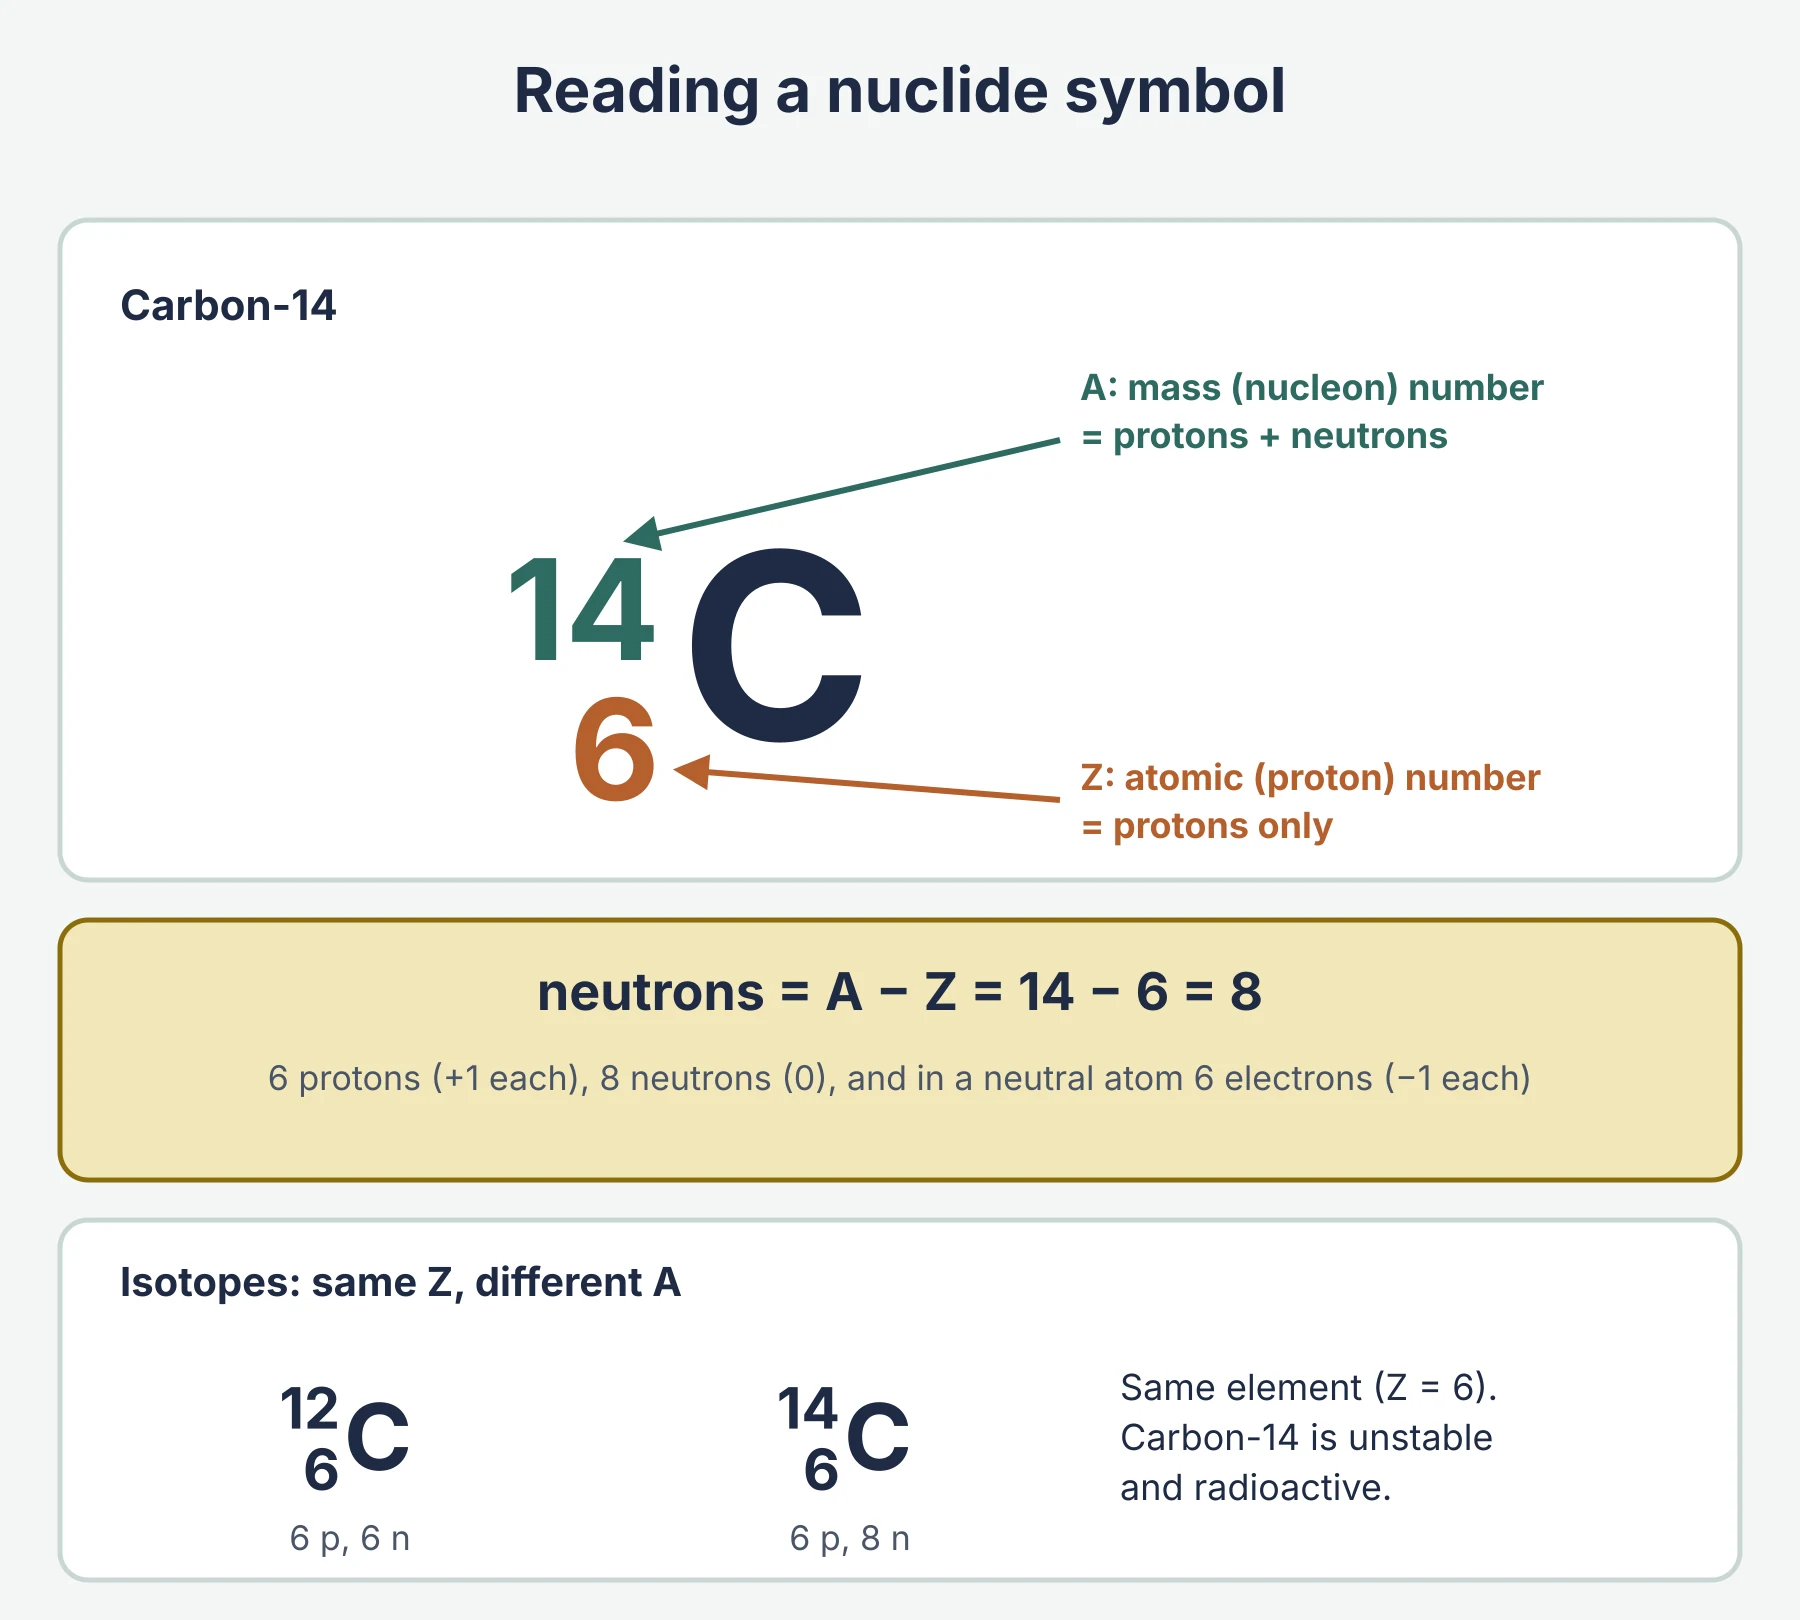 Reading a nuclide symbol
Carbon-14
A: mass (nucleon) number
= protons + neutrons
14
C
6
Z: atomic (proton) number
= protons only
neutrons = A − Z = 14 − 6 = 8
6 protons (+1 each), 8 neutrons (0), and in a neutral atom 6 electrons (−1 each)
Isotopes: same Z, different A
12
6
C
6 p, 6 n
14
6
C
6 p, 8 n
Same element (Z = 6).
Carbon-14 is unstable
and radioactive.